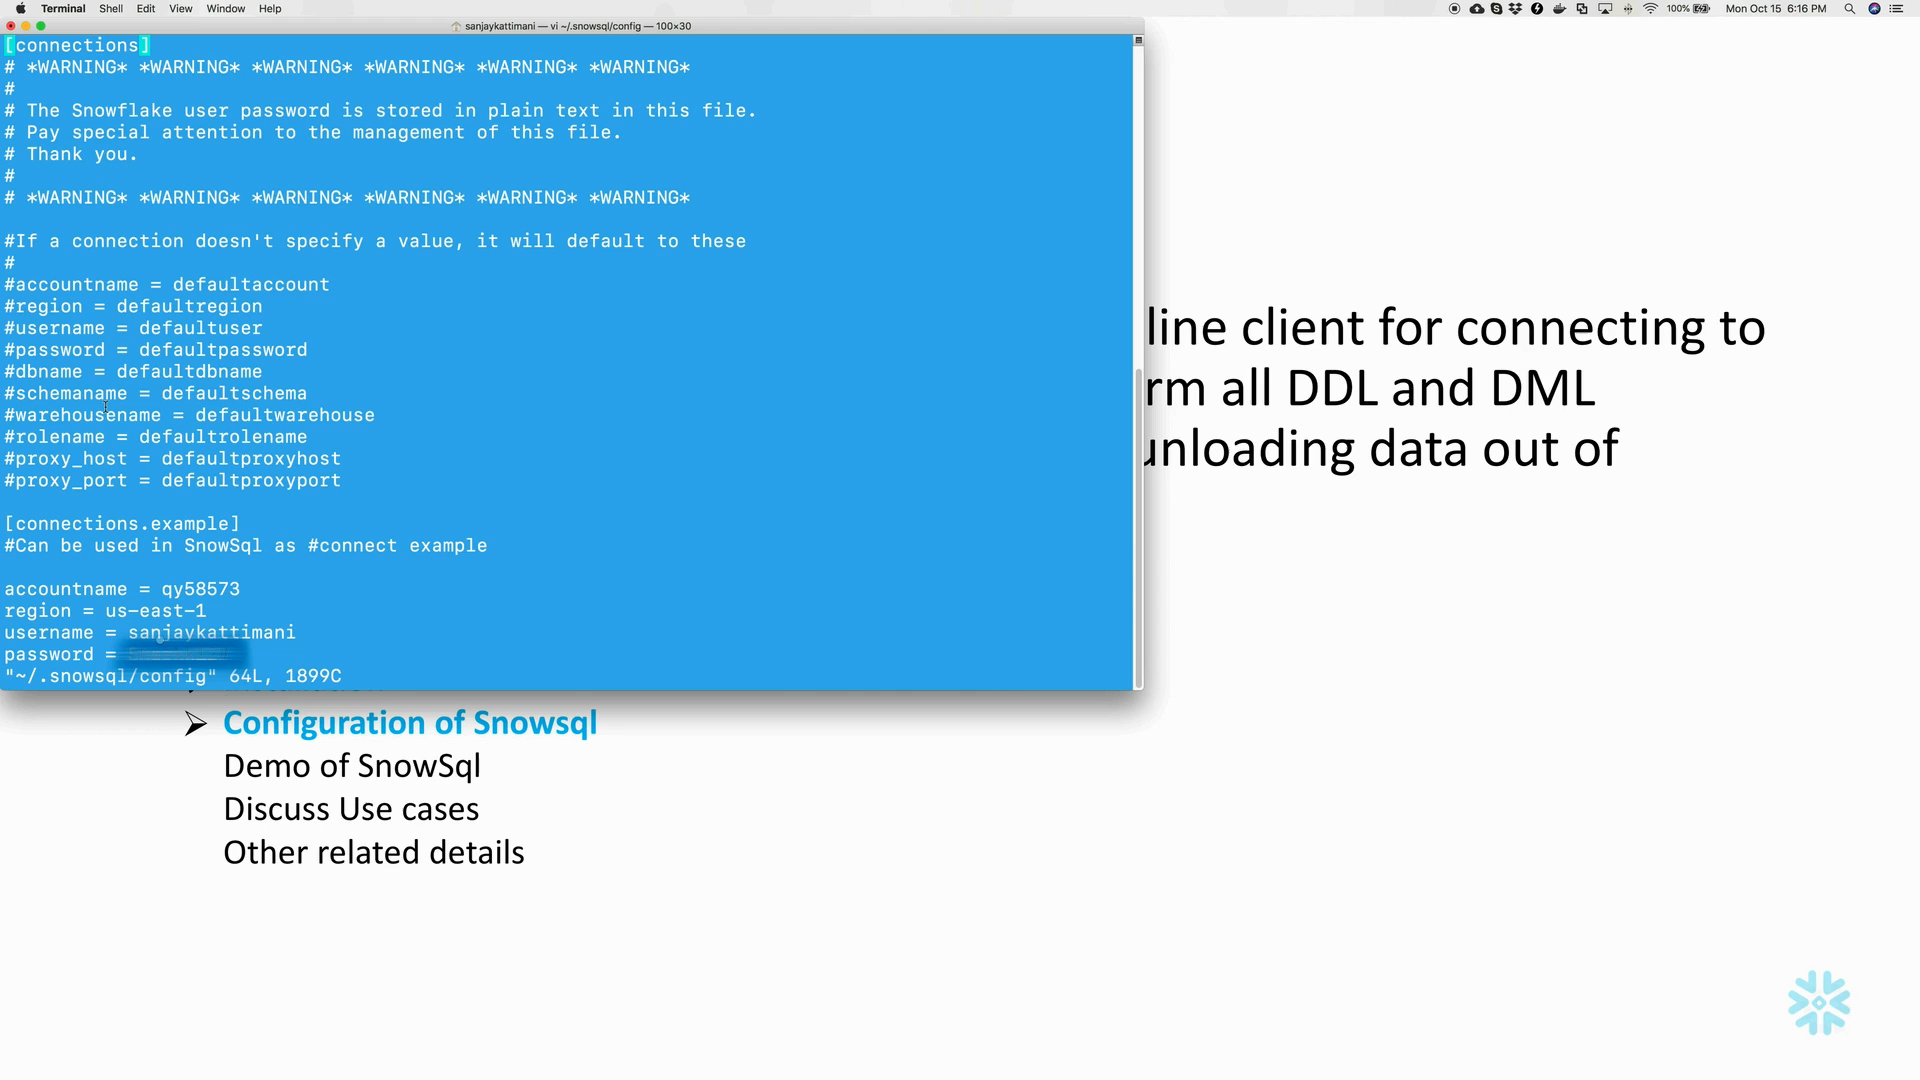 Terminal Shell Edit View Window Help
100% Mon Oct 15 6:16 PM
sanjaykattimani — vi ~/.snowsql/config — 100×30
[connections]
# *WARNING* *WARNING* *WARNING* *WARNING* *WARNING* *WARNING*
#
# The Snowflake user password is stored in plain text in this file.
# Pay special attention to the management of this file.
# Thank you.
#
# *WARNING* *WARNING* *WARNING* *WARNING* *WARNING* *WARNING*
#If a connection doesn't specify a value, it will default to these
#
#accountname = defaultaccount
#region = defaultregion
#username = defaultuser
#password = defaultpassword
#dbname = defaultdbname
#schemaname = defaultschema
#warehousename = defaultwarehouse
#rolename = defaultrolename
#proxy_host = defaultproxyhost
#proxy_port = defaultproxyport
[connections.example]
#Can be used in SnowSql as #connect example
accountname = qy58573
region = us-east-1
username = sanjaykattimani
password =
"~/.snowsql/config" 64L, 1899C
line client for connecting to
rm all DDL and DML
unloading data out of
➢ Configuration of Snowsql
Demo of SnowSql
Discuss Use cases
Other related details